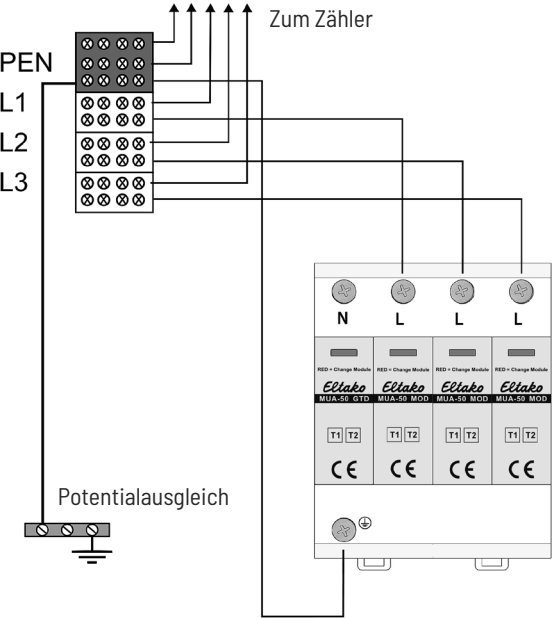 Zum Zähler
PEN
L1
L2
L3
N L L L
RED = Change Module RED = Change Module RED = Change Module RED = Change Module
Eltako Eltako Eltako Eltako
MUA-50 GTD MUA-50 MOD MUA-50 MOD MUA-50 MOD
T1 T2 T1 T2 T1 T2 T1 T2
CE CE CE CE
Potentialausgleich